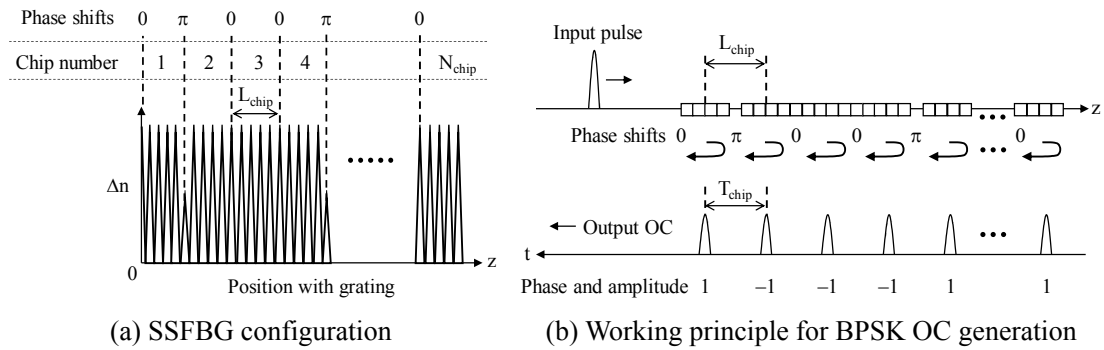 Phase shifts 0 π 0 0 π 0
Chip number 1 2 3 4 N_chip
L_chip
Δn
.....
z
0
Position with grating
(a) SSFBG configuration
Input pulse
L_chip
z
Phase shifts 0 π 0 0 π ... 0
...
T_chip
Output OC
...
t
Phase and amplitude 1 –1 –1 –1 1 1
(b) Working principle for BPSK OC generation